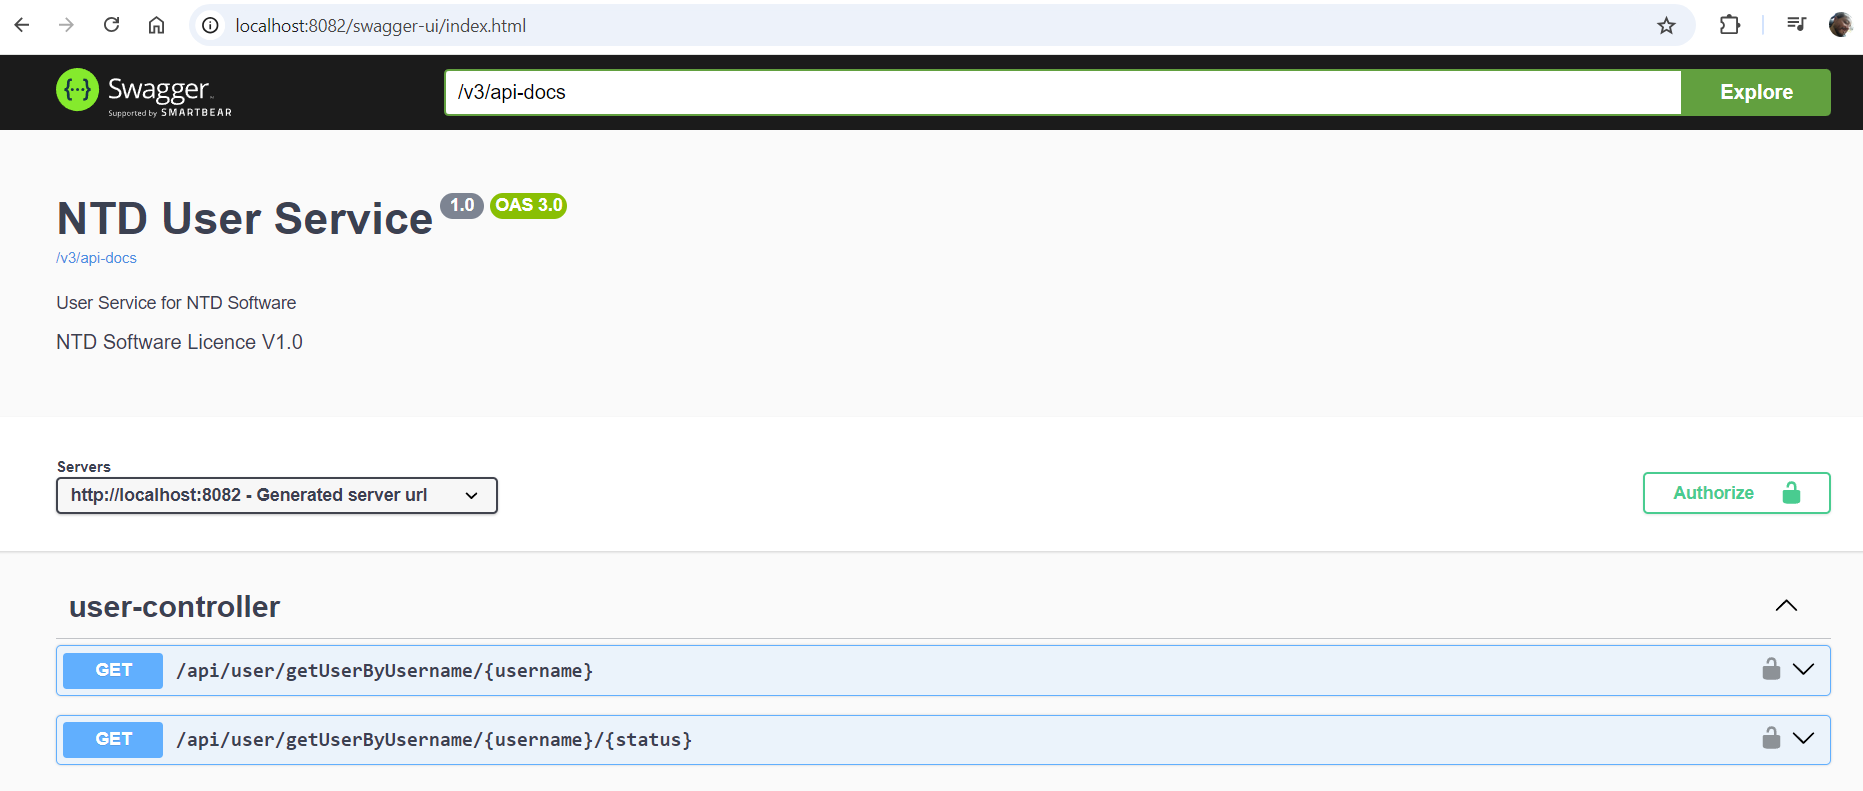 localhost:8082/swagger-ui/index.html
Swagger
Supported by SMARTBEAR
/v3/api-docs
Explore
NTD User Service 1.0 OAS 3.0
/v3/api-docs
User Service for NTD Software
NTD Software Licence V1.0
Servers
http://localhost:8082 - Generated server url
Authorize
user-controller
GET /api/user/getUserByUsername/{username}
GET /api/user/getUserByUsername/{username}/{status}